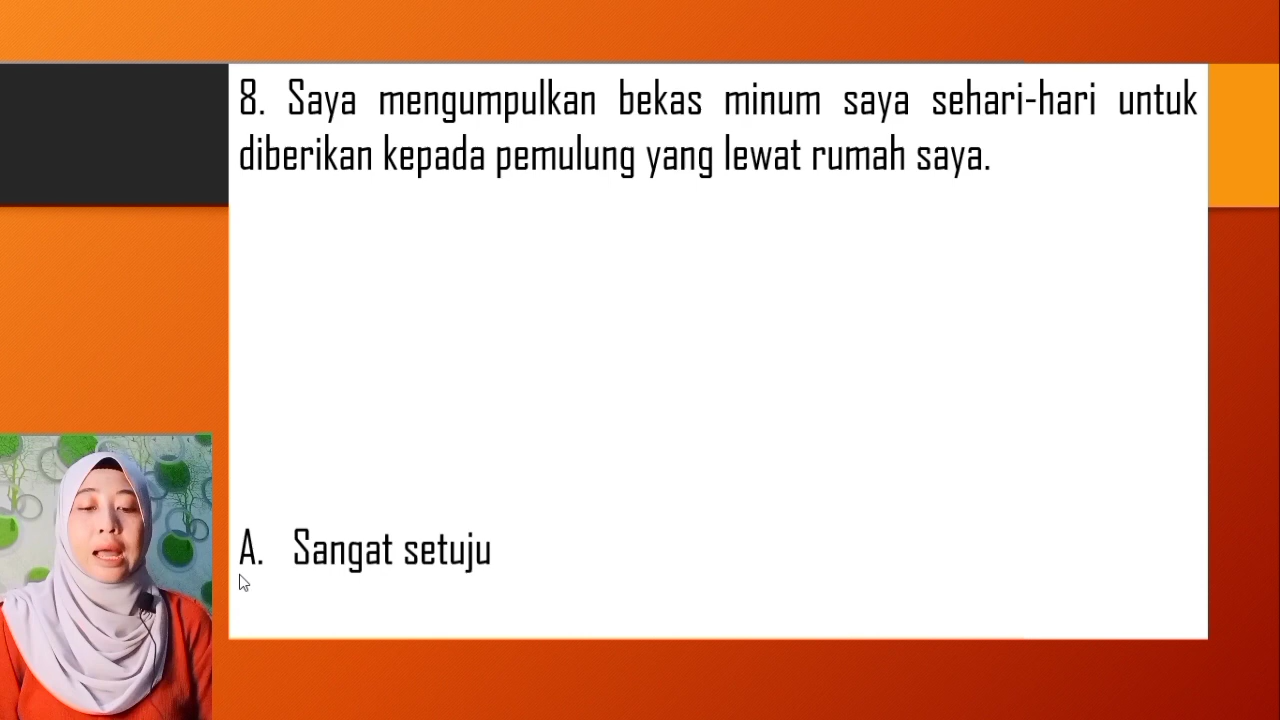 8. Saya mengumpulkan bekas minum saya sehari-hari untuk
diberikan kepada pemulung yang lewat rumah saya.
A. Sangat setuju